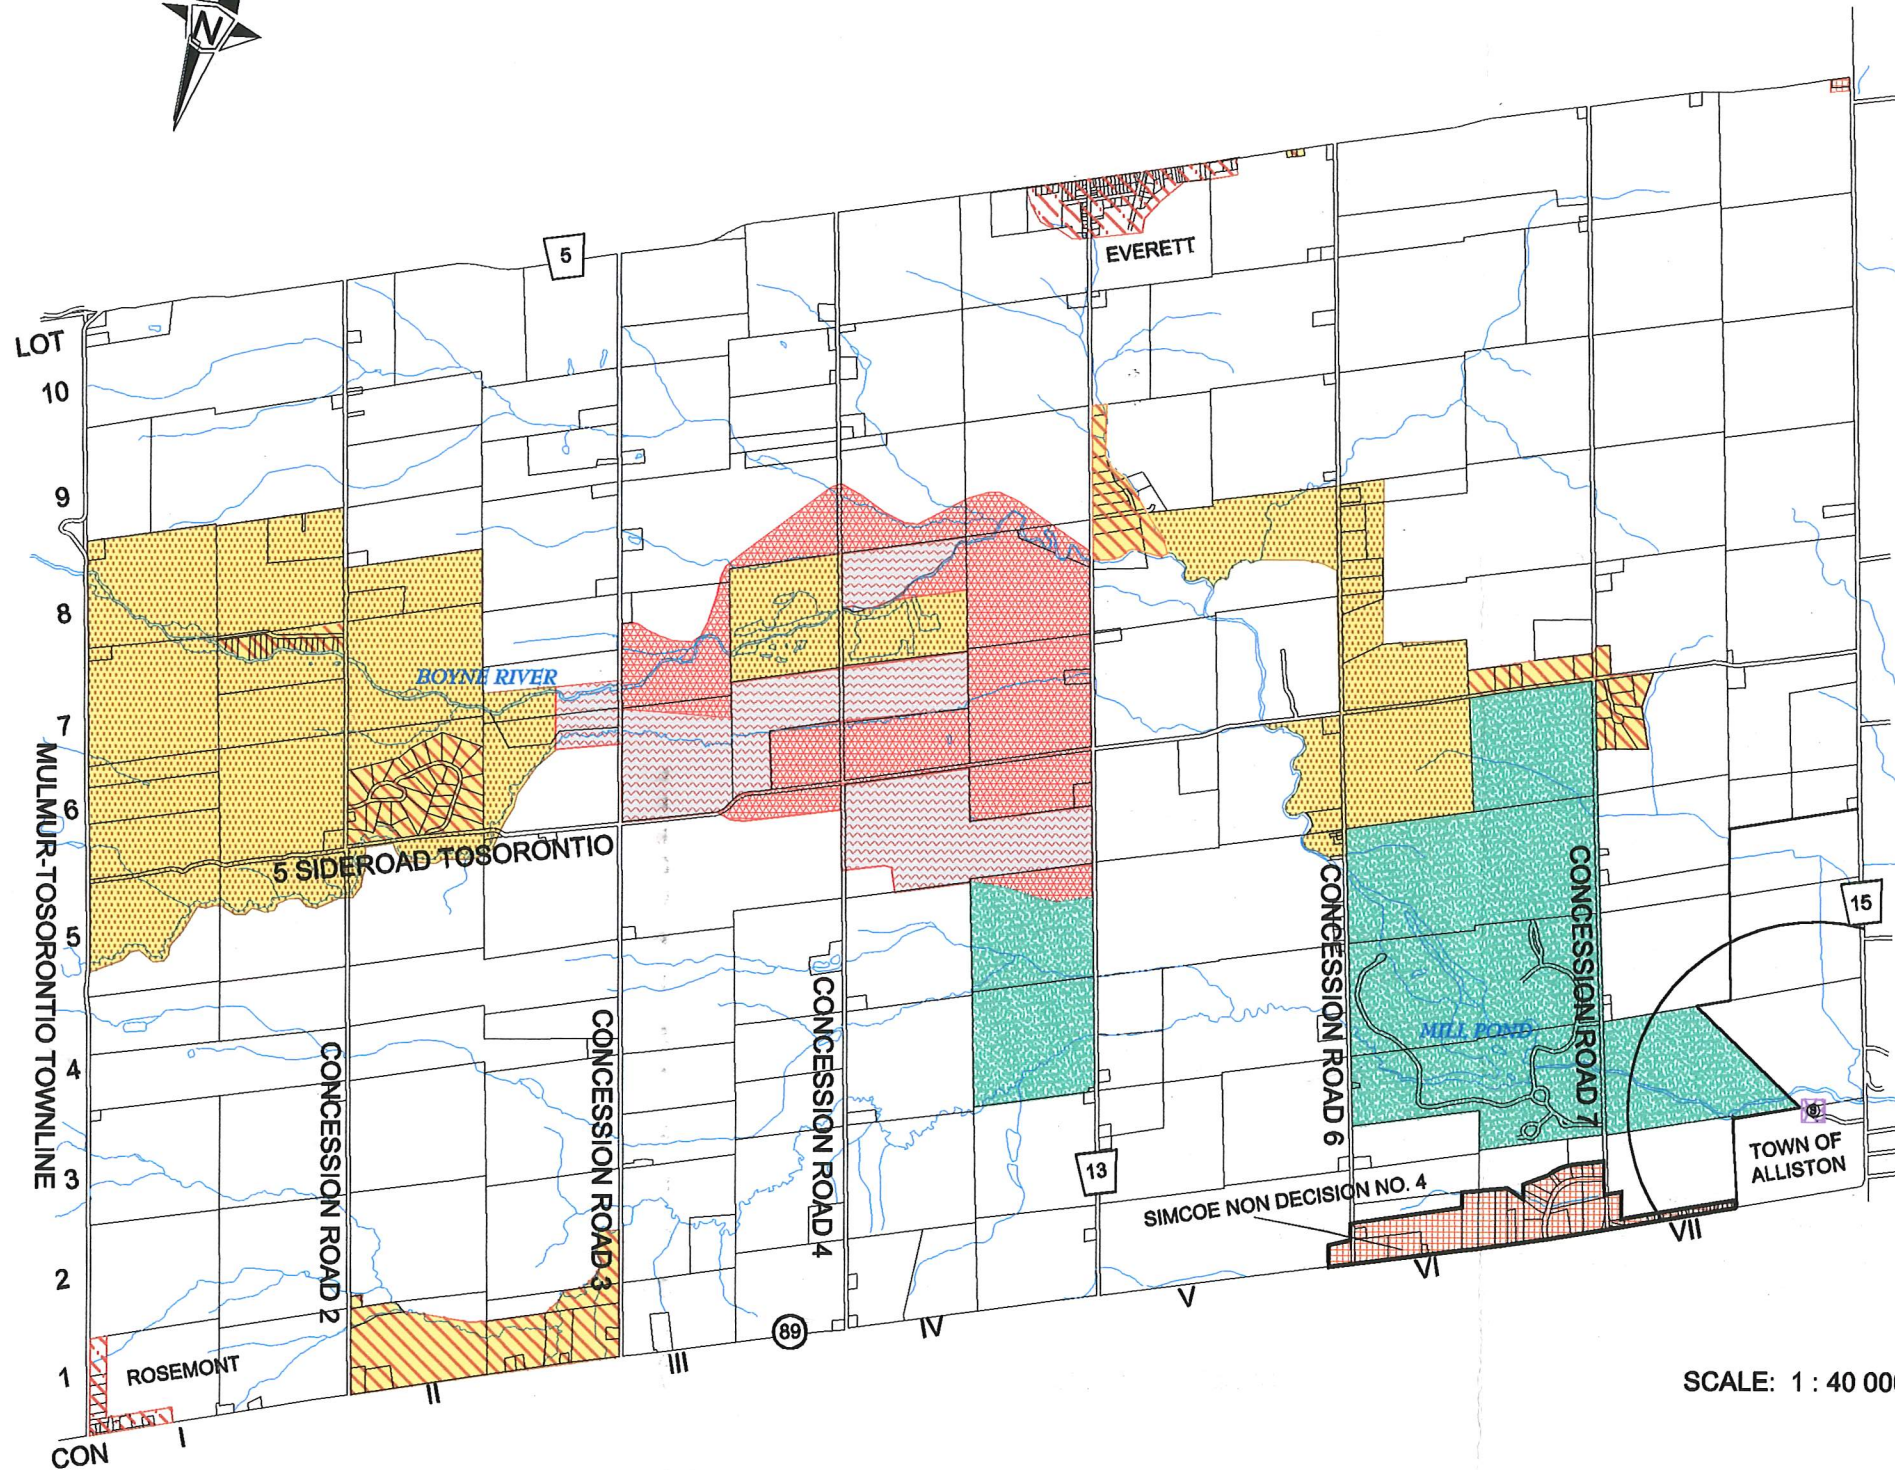 N
5
EVERETT
LOT
10
9
8
BOYNE RIVER
7
6
5 SIDEROAD TOSORONTIO
MULMUR-TOSORONTIO TOWNLINE
5
15
4
MILL POND
CONCESSION ROAD 2
CONCESSION ROAD 3
CONCESSION ROAD 4
CONCESSION ROAD 6
CONCESSION ROAD 7
9
TOWN OF
ALLISTON
3
13
SIMCOE NON DECISION NO. 4
2
1
ROSEMONT
89
CON
I
II
III
IV
V
VI
VII
SCALE: 1 : 40 00